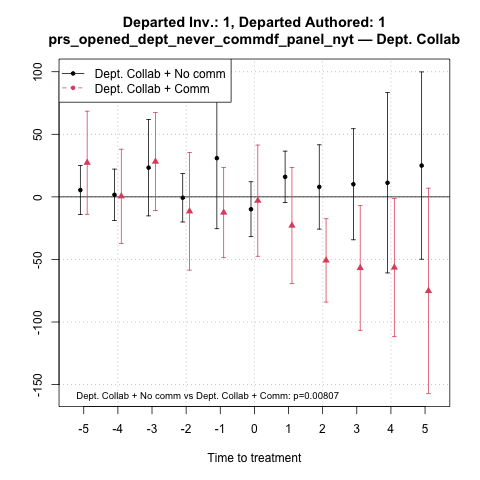 Departed Inv.: 1, Departed Authored: 1
prs_opened_dept_never_commdf_panel_nyt — Dept. Collab
Dept. Collab + No comm
Dept. Collab + Comm
100
50
0
-50
-100
-150
Dept. Collab + No comm vs Dept. Collab + Comm: p=0.00807
-5 -4 -3 -2 -1 0 1 2 3 4 5
Time to treatment